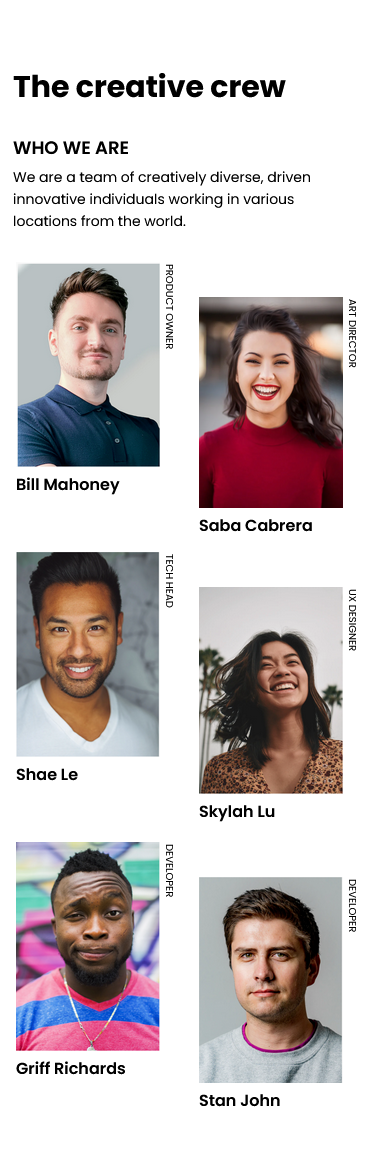 The creative crew
WHO WE ARE
We are a team of creatively diverse, driven
innovative individuals working in various
locations from the world.
PRODUCT OWNER
Bill Mahoney
ART DIRECTOR
Saba Cabrera
TECH HEAD
Shae Le
UX DESIGNER
Skylah Lu
DEVELOPER
Griff Richards
DEVELOPER
Stan John